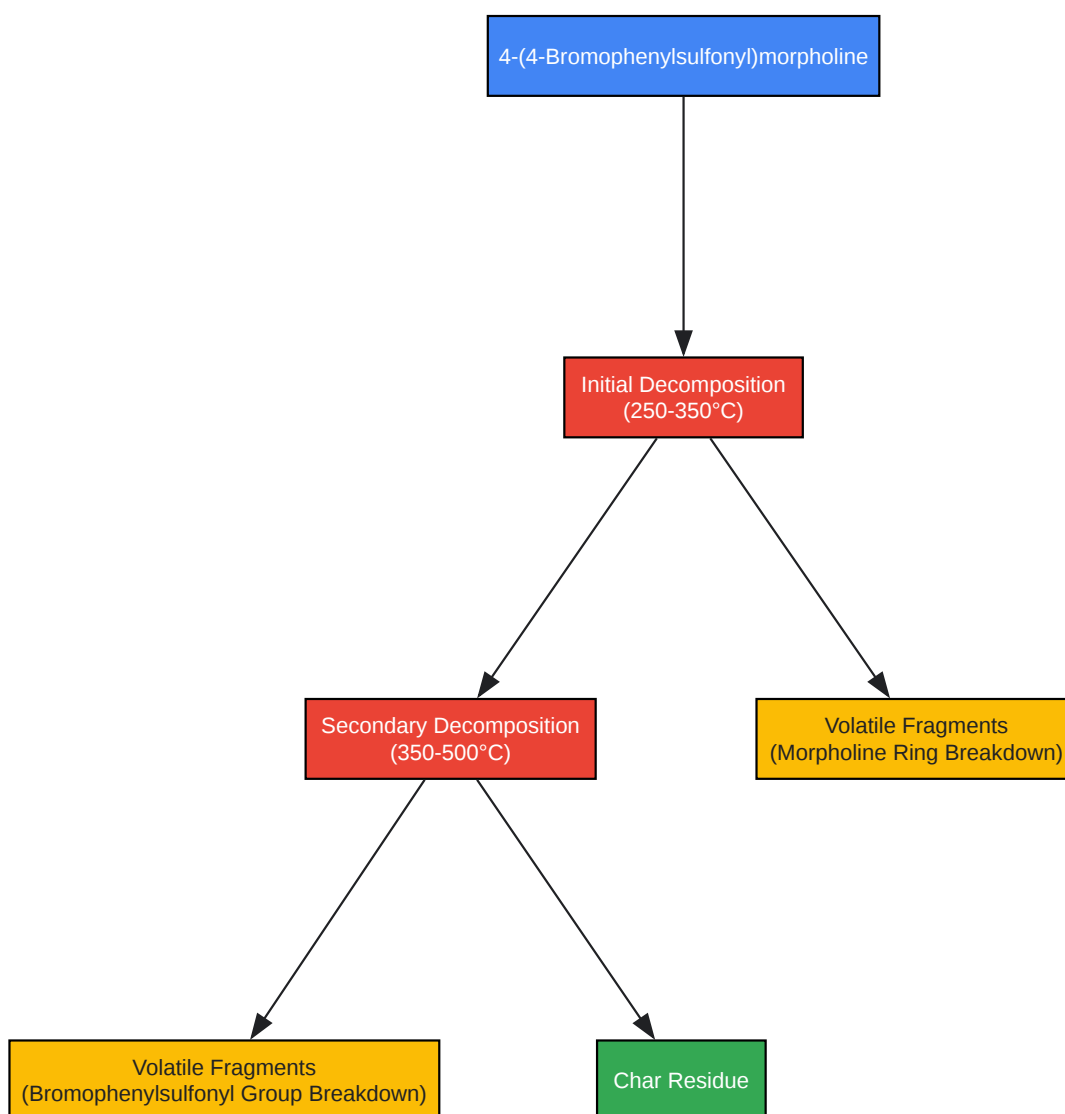 4-(4-Bromophenylsulfonyl)morpholine
Initial Decomposition
(250-350°C)
Secondary Decomposition
(350-500°C)
Volatile Fragments
(Morpholine Ring Breakdown)
Volatile Fragments
(Bromophenylsulfonyl Group Breakdown)
Char Residue